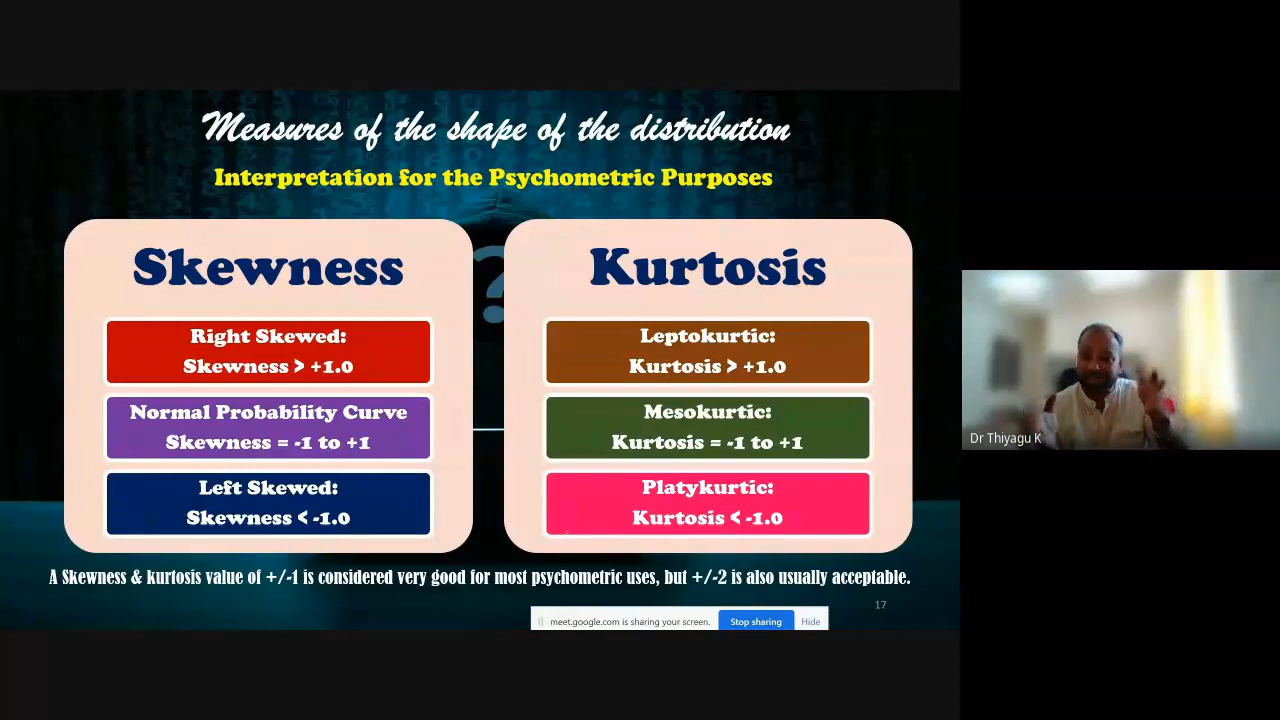 Measures of the shape of the distribution
Interpretation for the Psychometric Purposes
Skewness
Right Skewed:
Skewness > +1.0
Normal Probability Curve
Skewness = -1 to +1
Left Skewed:
Skewness < -1.0
Kurtosis
Leptokurtic:
Kurtosis > +1.0
Mesokurtic:
Kurtosis = -1 to +1
Platykurtic:
Kurtosis < -1.0
?
A Skewness & kurtosis value of +/-1 is considered very good for most psychometric uses, but +/-2 is also usually acceptable.
17
meet.google.com is sharing your screen. Stop sharing Hide
Dr Thiyagu K